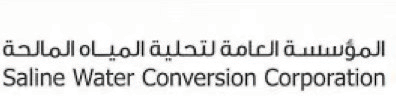 المؤسسة العامة لتحلية المياه المالحة
Saline Water Conversion Corporation